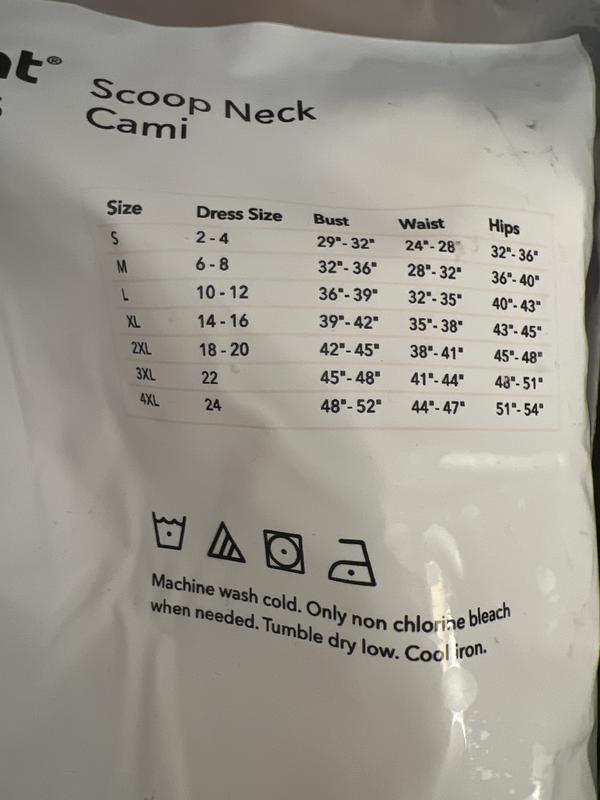 Scoop Neck
Cami
Size Dress Size Bust Waist Hips
S 2 - 4 29"- 32" 24"- 28" 32"- 36"
M 6 - 8 32"- 36" 28"- 32" 36"- 40"
L 10 - 12 36"- 39" 32"- 35" 40"- 43"
XL 14 - 16 39"- 42" 35"- 38" 43"- 45"
2XL 18 - 20 42"- 45" 38"- 41" 45"- 48"
3XL 22 45"- 48" 41"- 44" 48"- 51"
4XL 24 48"- 52" 44"- 47" 51"- 54"
Machine wash cold. Only non chlorine bleach
when needed. Tumble dry low. Cool iron.